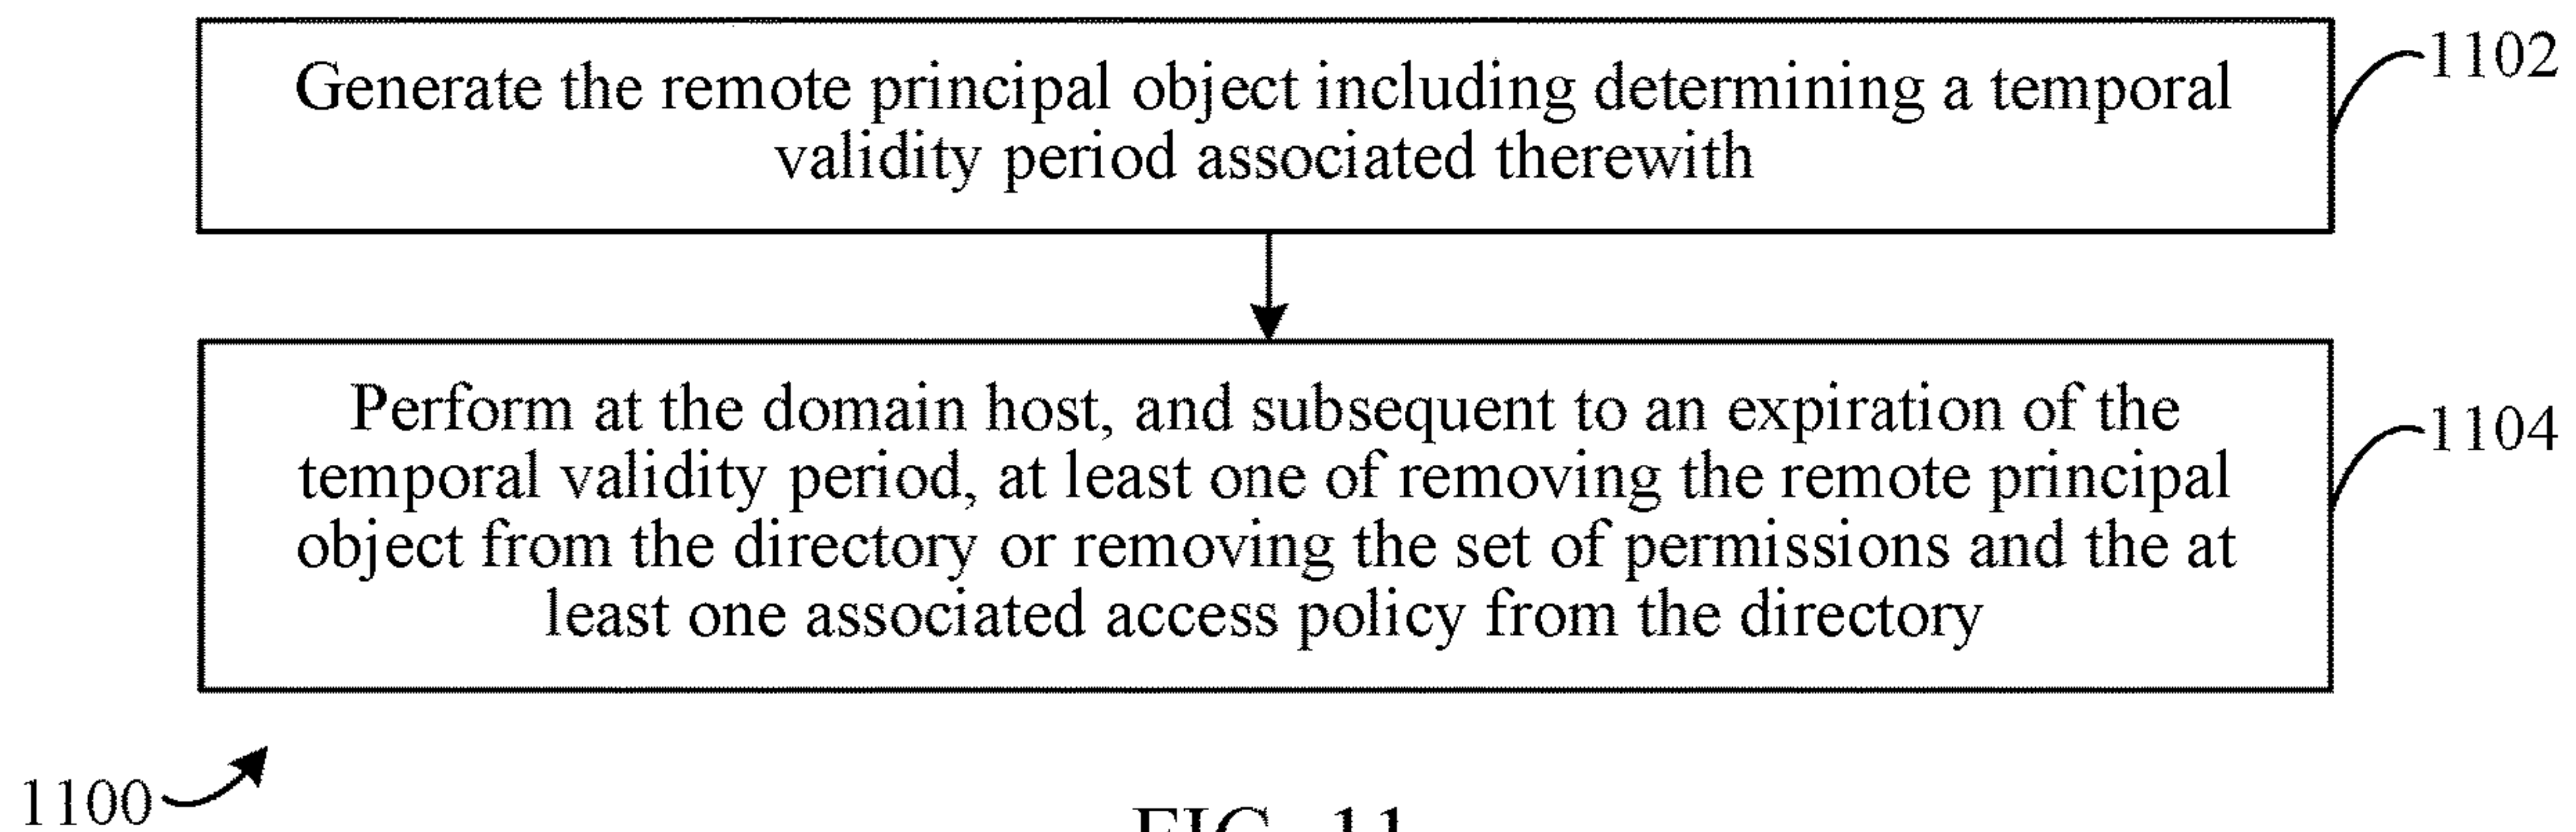 Generate the remote principal object including determining a temporal
validity period associated therewith
1102
Perform at the domain host, and subsequent to an expiration of the
temporal validity period, at least one of removing the remote principal
object from the directory or removing the set of permissions and the at
least one associated access policy from the directory
1104
1100
FIG. 11